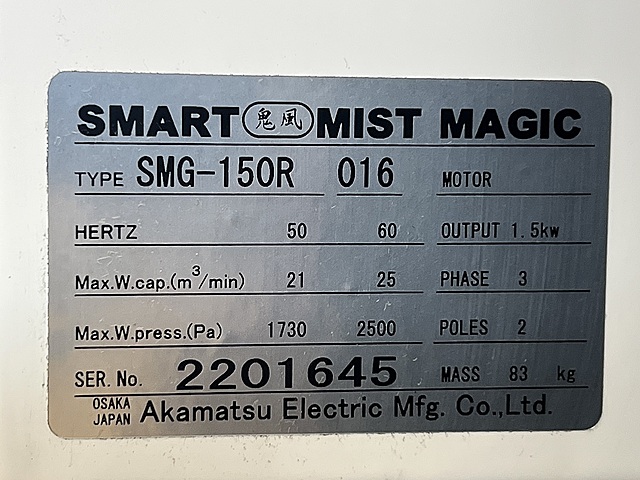 SMART 鬼風 MIST MAGIC
TYPE SMG-150R 016 MOTOR
HERTZ 50 60 OUTPUT 1.5kw
Max.W.cap.(m³/min) 21 25 PHASE 3
Max.W.press.(Pa) 1730 2500 POLES 2
SER. No. 2201645 MASS 83 kg
OSAKA JAPAN Akamatsu Electric Mfg. Co.,Ltd.